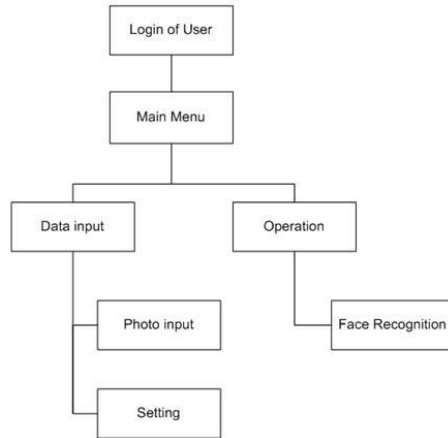 Login of User
Main Menu
Data input
Operation
Photo input
Face Recognition
Setting